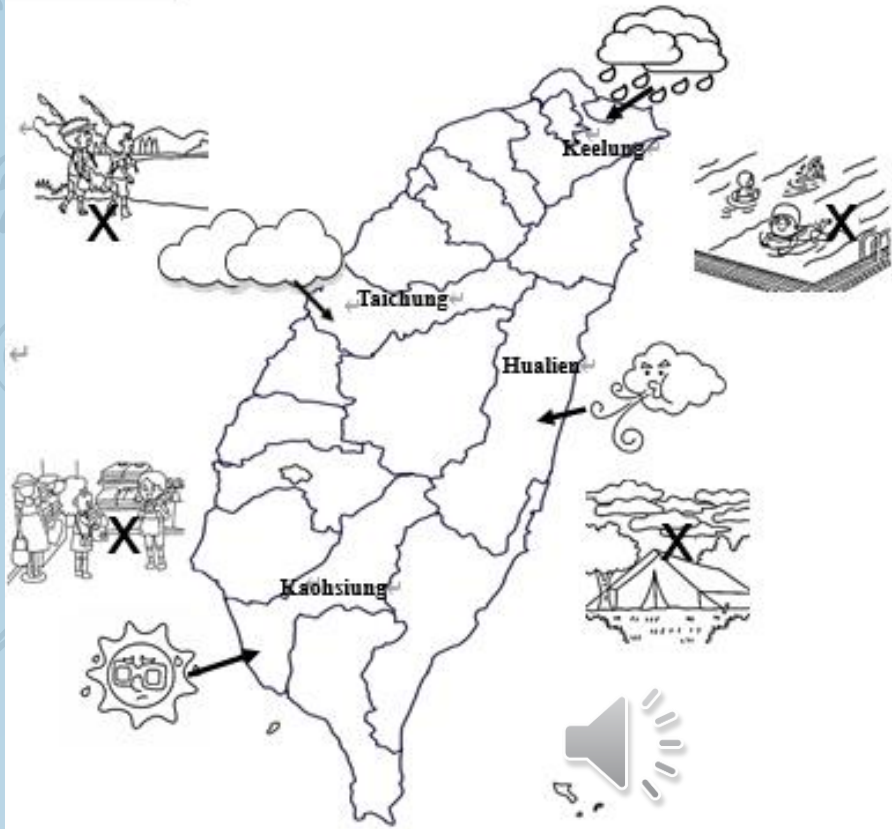 Keelung
X
X
Taichung
Hualien
X
X
Kaohsiung